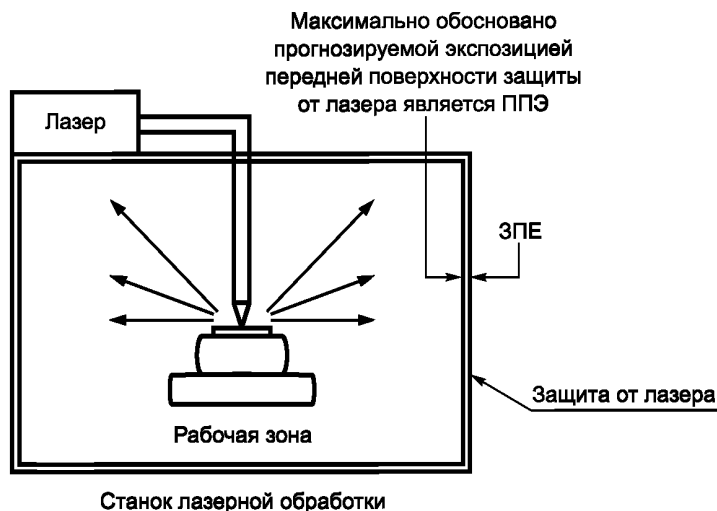 Максимально обосновано
прогнозируемой экспозицией
передней поверхности защиты
от лазера является ППЭ
Лазер
ЗПЕ
Защита от лазера
Рабочая зона
Станок лазерной обработки